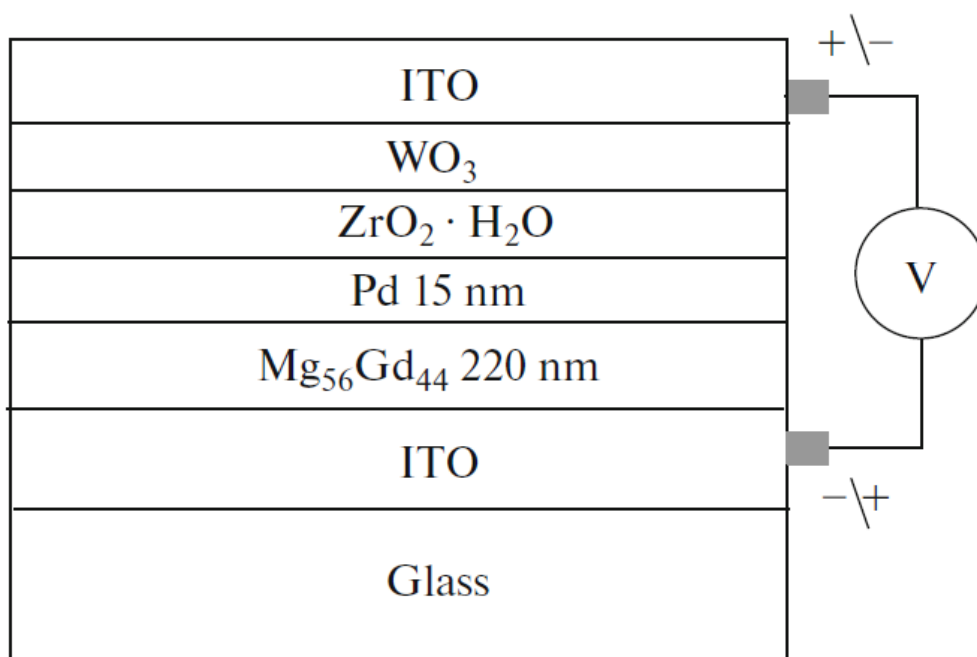 +\−
ITO
WO₃
ZrO₂ · H₂O
Pd 15 nm
V
Mg₅₆Gd₄₄ 220 nm
ITO
−\+
Glass